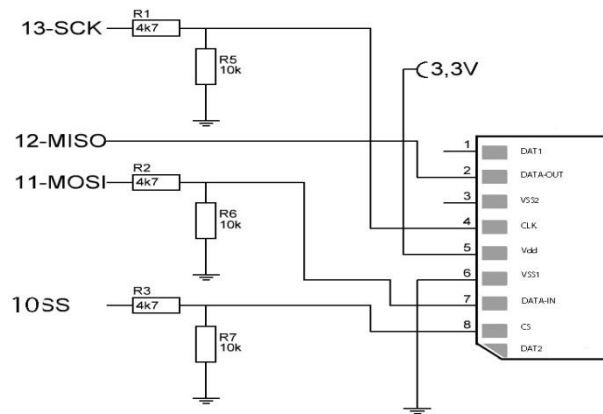 13-SCK
R1
4k7
R5
10k
3,3V
12-MISO
11-MOSI
R2
4k7
R6
10k
10SS
R3
4k7
R7
10k
1 DAT1
2 DATA-OUT
3 VSS2
4 CLK
5 Vdd
6 VSS1
7 DATA-IN
8 CS
DAT2